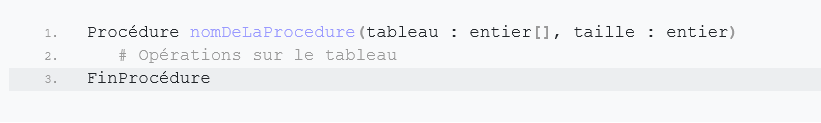 1. Procédure nomDeLaProcedure(tableau : entier[], taille : entier)
2. # Opérations sur le tableau
3. FinProcédure